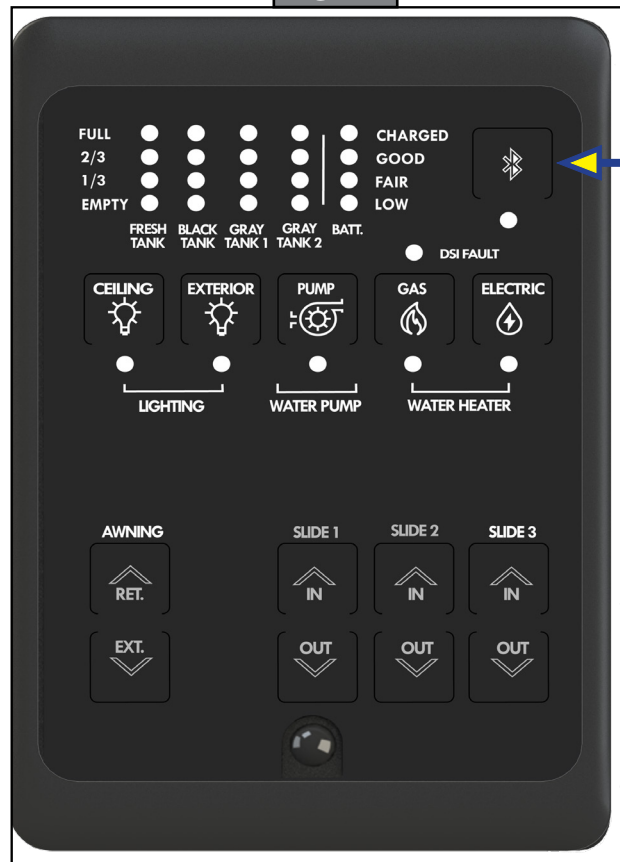 FULL
2/3
1/3
EMPTY
CHARGED
GOOD
FAIR
LOW
FRESH TANK
BLACK TANK
GRAY TANK 1
GRAY TANK 2
BATT.
DSI FAULT
CEILING
EXTERIOR
PUMP
GAS
ELECTRIC
LIGHTING
WATER PUMP
WATER HEATER
AWNING
SLIDE 1
SLIDE 2
SLIDE 3
RET.
IN
IN
IN
EXT.
OUT
OUT
OUT